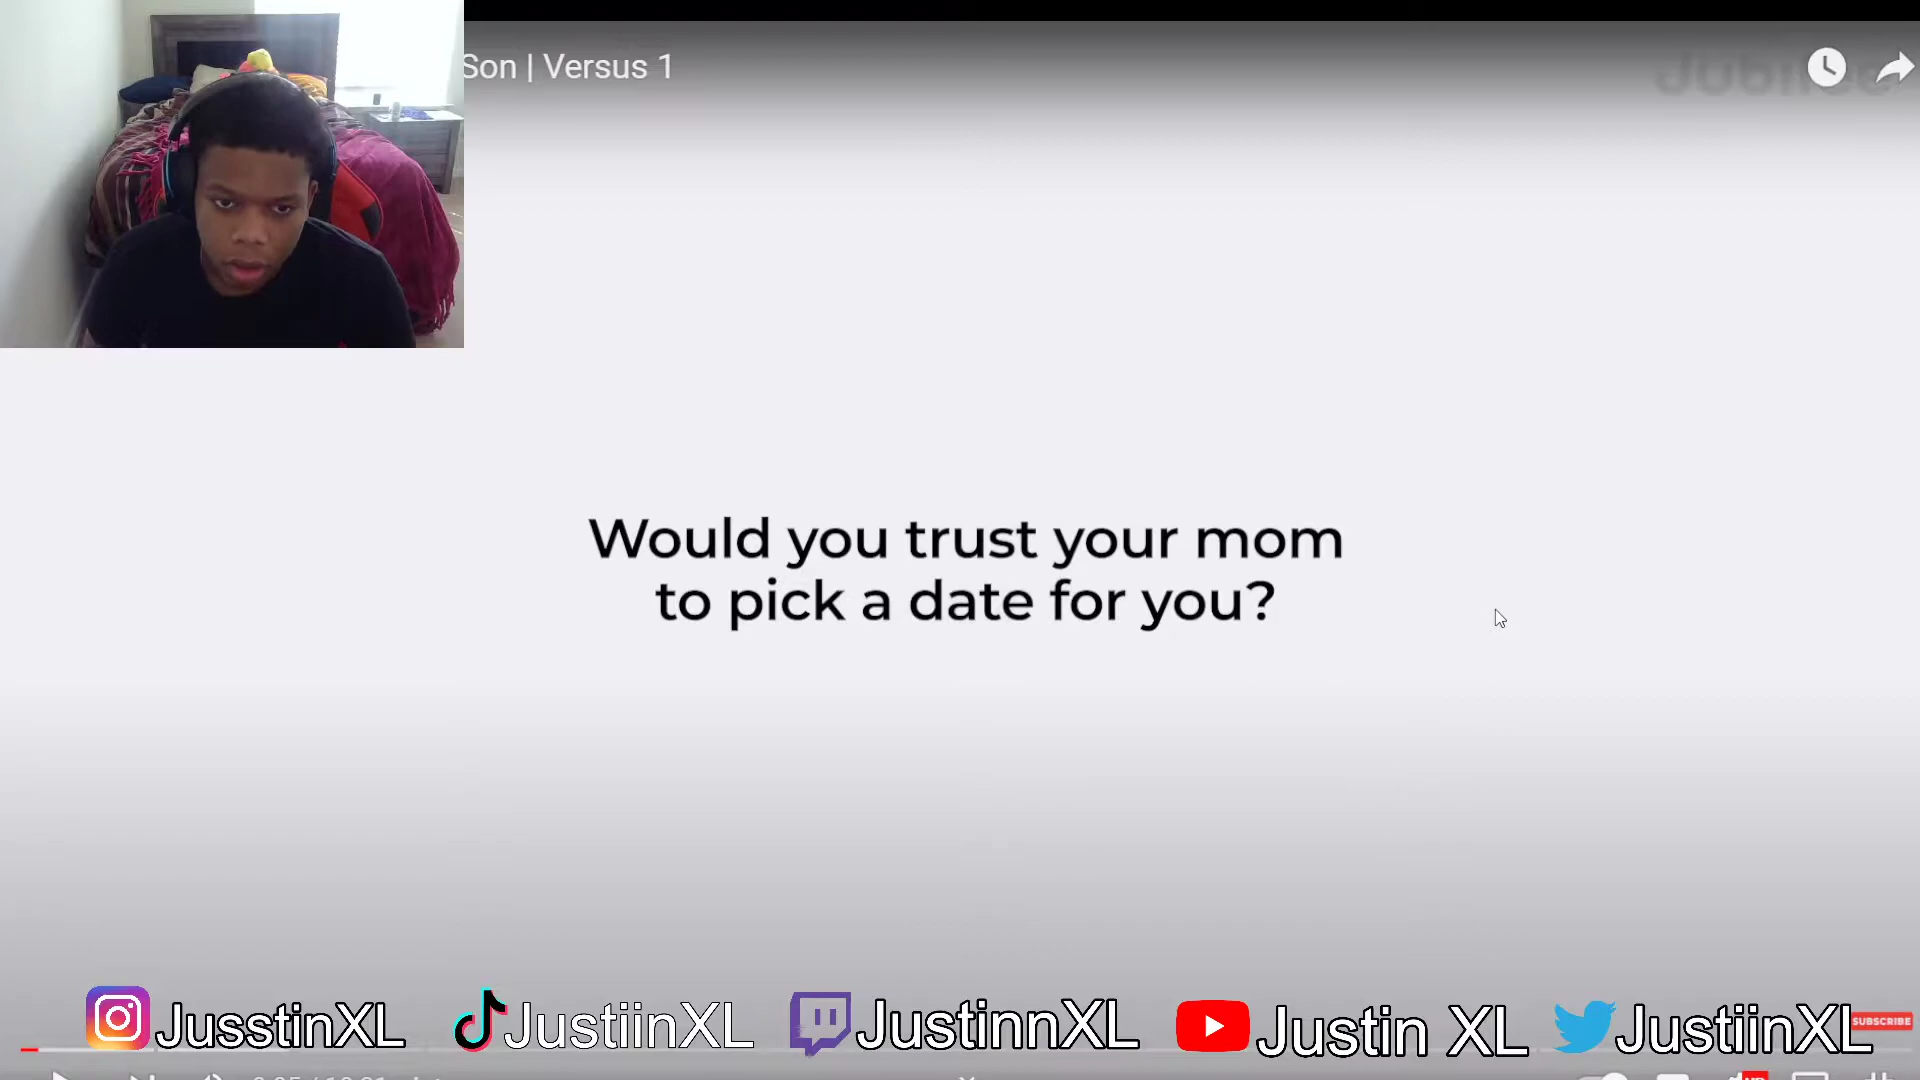 Son | Versus 1
Jubilee
Would you trust your mom
to pick a date for you?
JusstinXL
JustiinXL
JustinnXL
Justin XL
JustiinXL
SUBSCRIBE